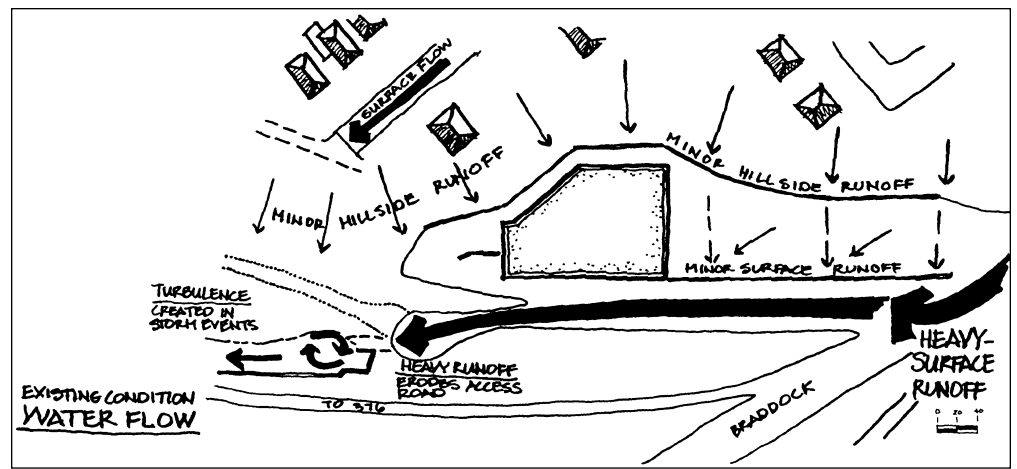 SURFACE FLOW
MINOR HILLSIDE RUNOFF
MINOR HILLSIDE RUNOFF
MINOR SURFACE RUNOFF
TURBULENCE
CREATED IN
STORM EVENTS
HEAVY RUNOFF
ERODES ACCESS
ROAD
HEAVY-
SURFACE
RUNOFF
0 20 40
EXISTING CONDITION
WATER FLOW
TO 376
BRADDOCK